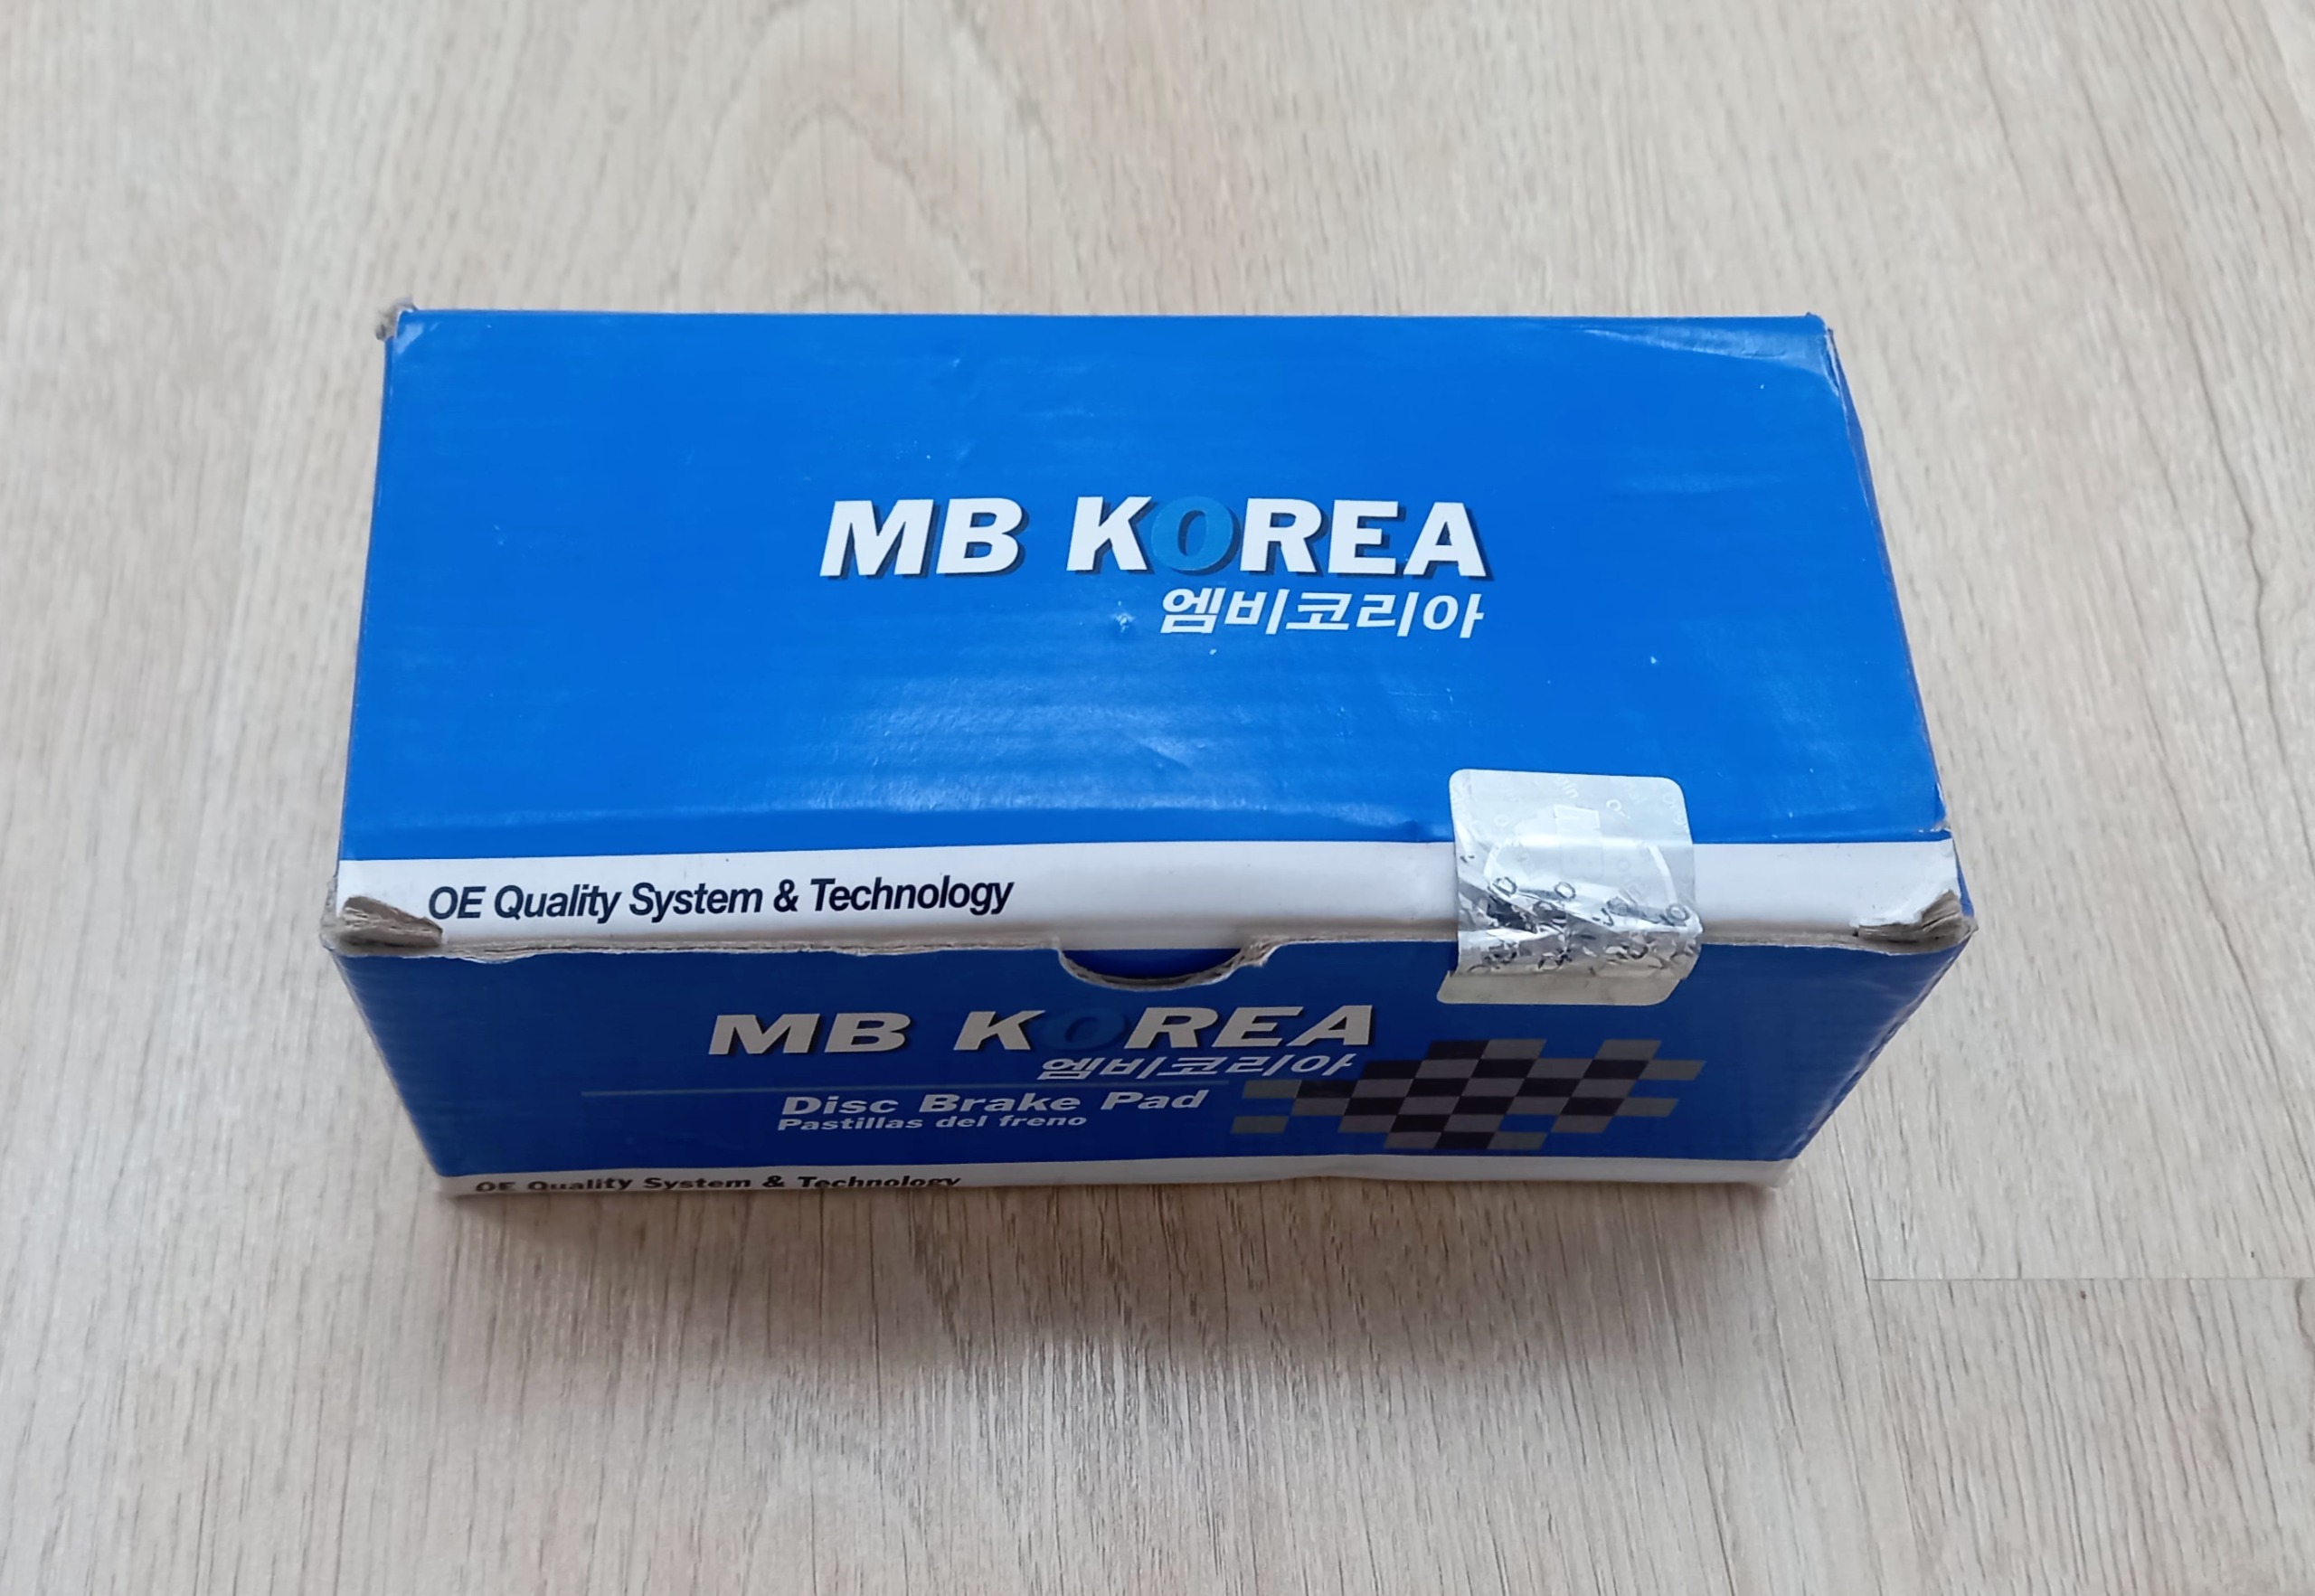 MB KOREA
엠비코리아
OE Quality System & Technology
MB KOREA
엠비코리아
Disc Brake Pad
Pastillas del freno
OE Quality System & Technology